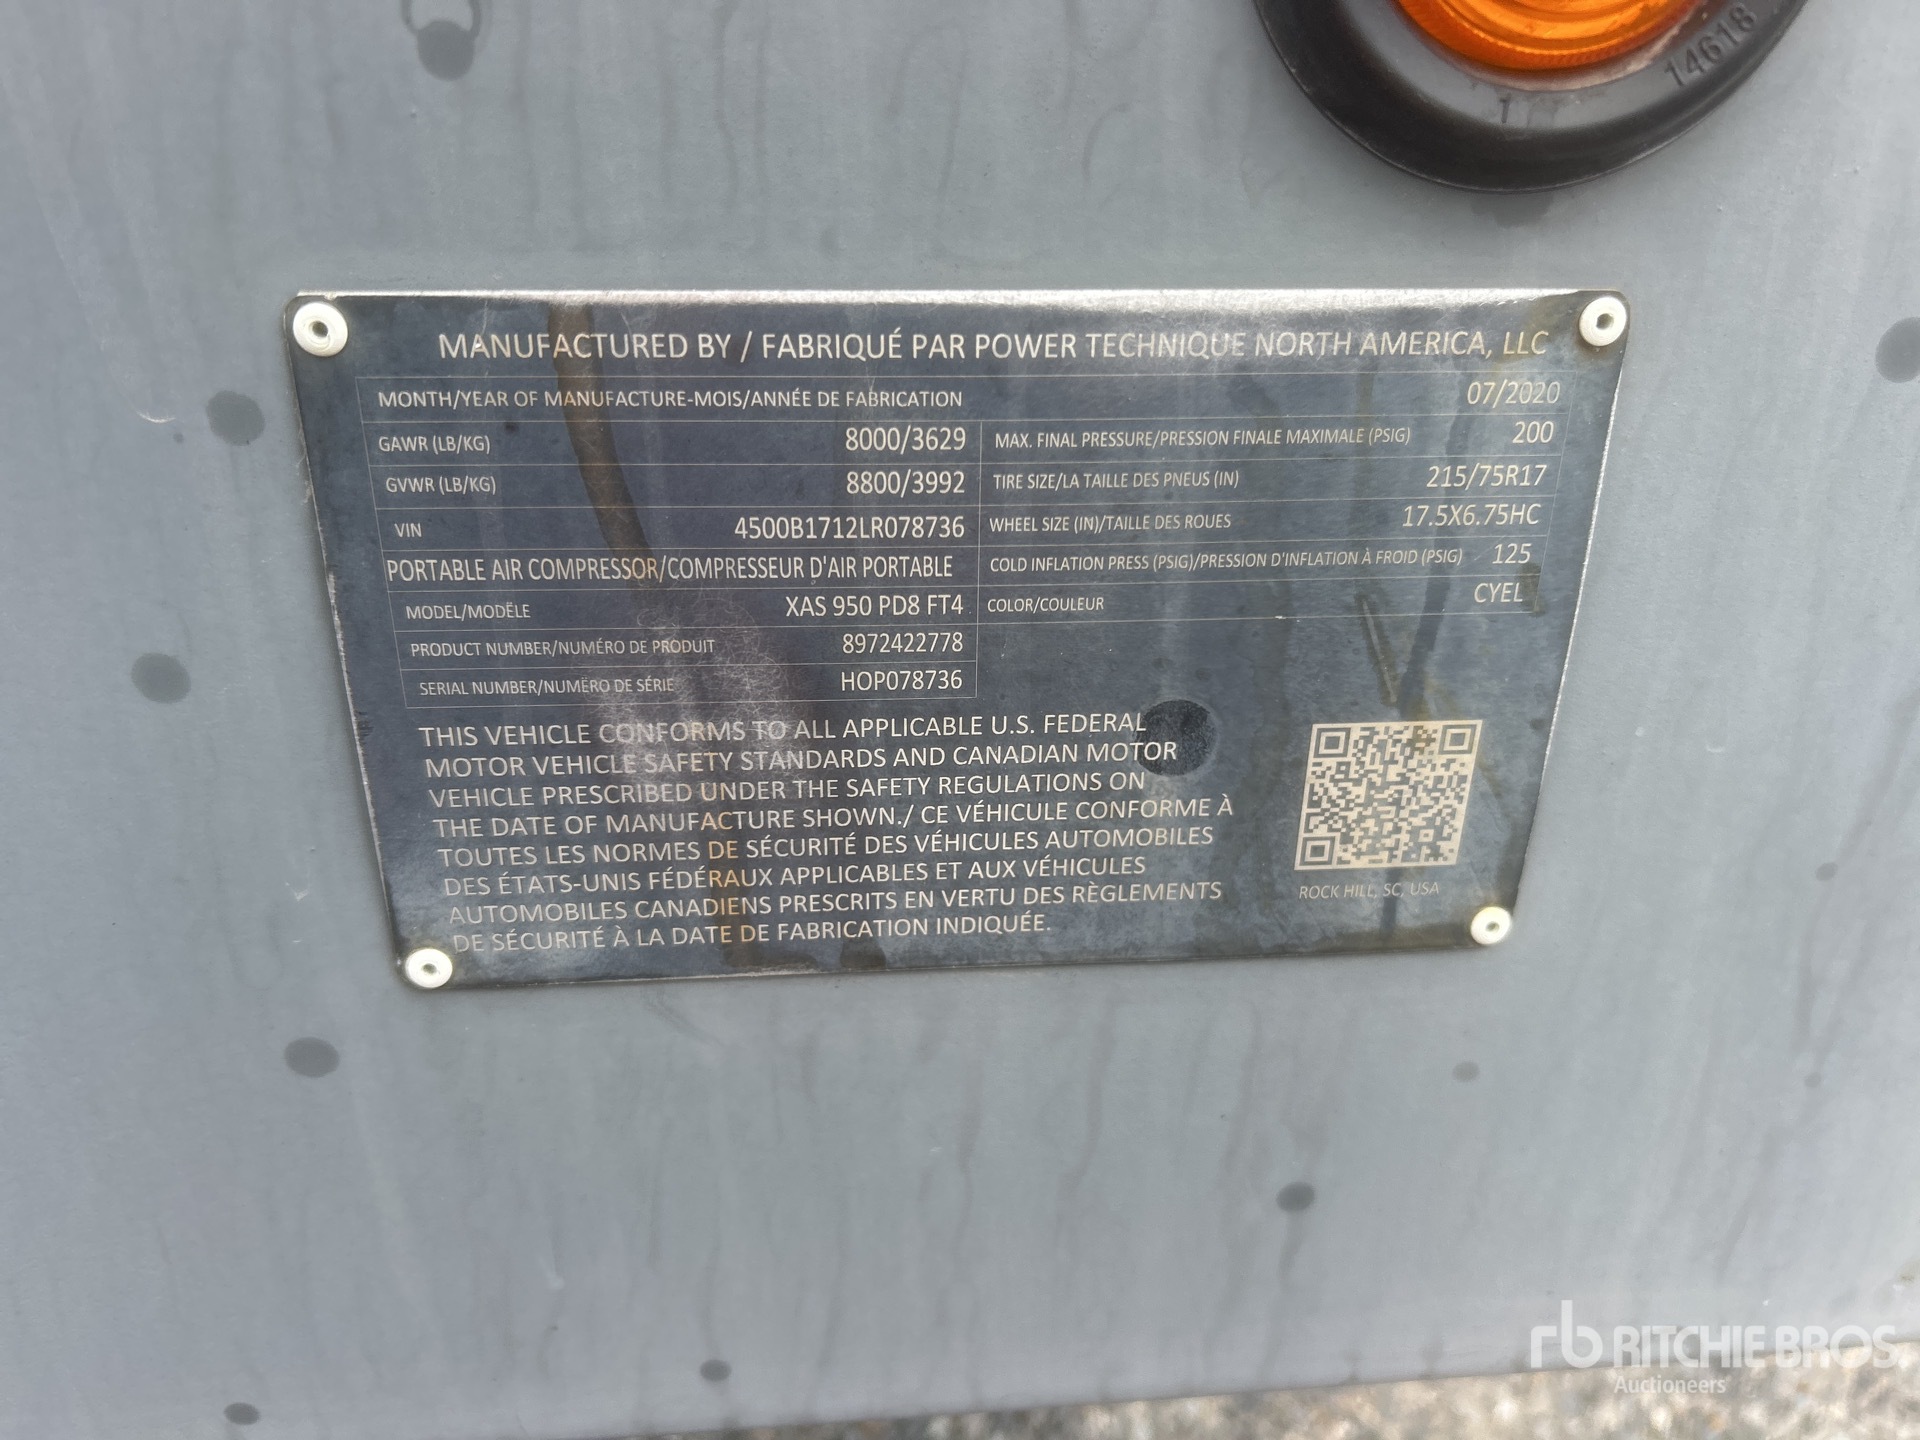 14618
1
MANUFACTURED BY / FABRIQUÉ PAR POWER TECHNIQUE NORTH AMERICA, LLC
MONTH/YEAR OF MANUFACTURE-MOIS/ANNÉE DE FABRICATION 07/2020
GAWR (LB/KG) 8000/3629 MAX. FINAL PRESSURE/PRESSION FINALE MAXIMALE (PSIG) 200
GVWR (LB/KG) 8800/3992 TIRE SIZE/LA TAILLE DES PNEUS (IN) 215/75R17
VIN 4500B1712LR078736 WHEEL SIZE (IN)/TAILLE DES ROUES 17.5X6.75HC
PORTABLE AIR COMPRESSOR/COMPRESSEUR D'AIR PORTABLE COLD INFLATION PRESS (PSIG)/PRESSION D'INFLATION À FROID (PSIG) 125
MODEL/MODËLE XAS 950 PD8 FT4 COLOR/COULEUR CYEL
PRODUCT NUMBER/NUMÉRO DE PRODUIT 8972422778
SERIAL NUMBER/NUMËRO DE SÉRIE HOP078736
THIS VEHICLE CONFORMS TO ALL APPLICABLE U.S. FEDERAL
MOTOR VEHICLE SAFETY STANDARDS AND CANADIAN MOTOR
VEHICLE PRESCRIBED UNDER THE SAFETY REGULATIONS ON
THE DATE OF MANUFACTURE SHOWN./ CE VÉHICULE CONFORME À
TOUTES LES NORMES DE SÉCURITÉ DES VÉHICULES AUTOMOBILES
DES ÉTATS-UNIS FÉDÉRAUX APPLICABLES ET AUX VÉHICULES
AUTOMOBILES CANADIENS PRESCRITS EN VERTU DES RÈGLEMENTS
DE SÉCURITÉ À LA DATE DE FABRICATION INDIQUÉE.
ROCK HILL, SC, USA
rb RITCHIE BROS
Auctioneers